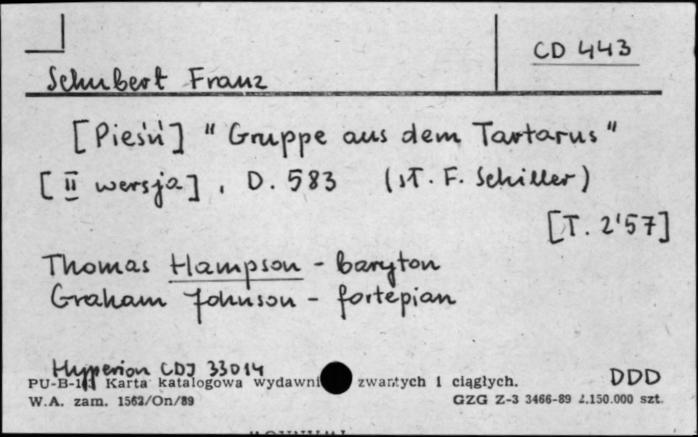 CD 443
Schubert Franz
[Pieśń] "Gruppe aus dem Tartarus"
[II wersja], D. 583 (sł. F. Schiller)
[T. 2'57]
Thomas Hampson - baryton
Graham Johnson - fortepian
Hyperion CDJ 33014
DDD
PU-B-1 Karta katalogowa zwartych i ciągłych.
W.A. zam. 1562/On/89 GZG Z-3 3466-89 2.150.000 szt.